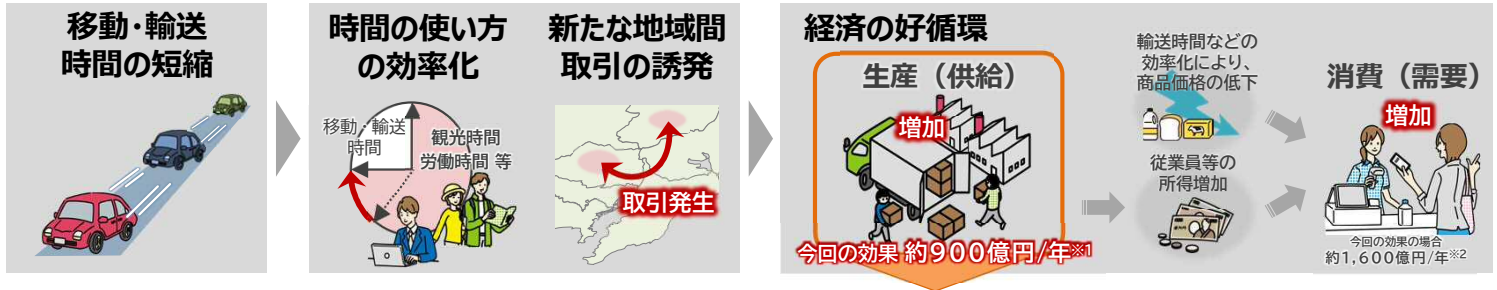 移動・輸送
時間の短縮
時間の使い方
の効率化
移動・輸送
時間
観光時間
労働時間 等
新たな地域間
取引の誘発
取引発生
経済の好循環
生産（供給）
増加
今回の効果 約900億円/年※1
輸送時間などの
効率化により、
商品価格の低下
従業員等の
所得増加
消費（需要）
増加
今回の効果の場合
約1,600億円/年※2